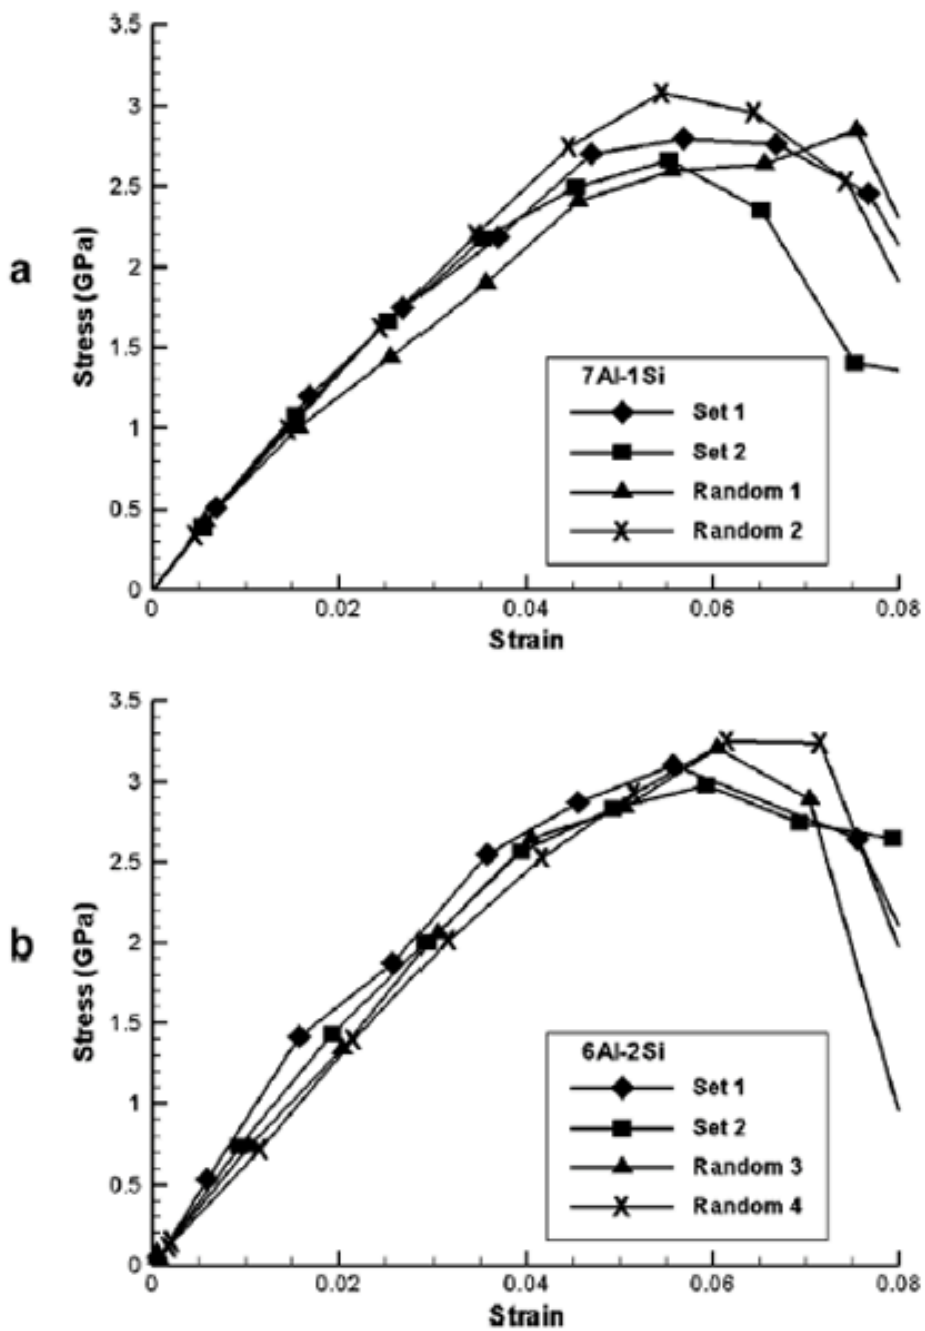 a
Stress (GPa)
3.5
3
2.5
2
1.5
1
0.5
0
0 0.02 0.04 0.06 0.08
Strain
7Al-1Si
Set 1
Set 2
Random 1
Random 2
b
Stress (GPa)
3.5
3
2.5
2
1.5
1
0.5
0
0 0.02 0.04 0.06 0.08
Strain
6Al-2Si
Set 1
Set 2
Random 3
Random 4